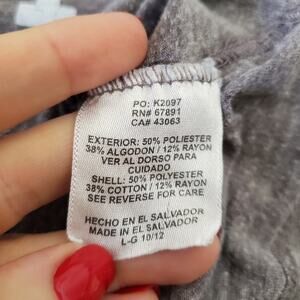 PO: K2097
RN# 67891
CA# 43063
EXTERIOR: 50% POLIESTER
38% ALGODON / 12% RAYON
VER AL DORSO PARA
CUIDADO
SHELL: 50% POLYESTER
38% COTTON / 12% RAYON
SEE REVERSE FOR CARE
HECHO EN EL SALVADOR
MADE IN EL SALVADOR
L-G 10/12